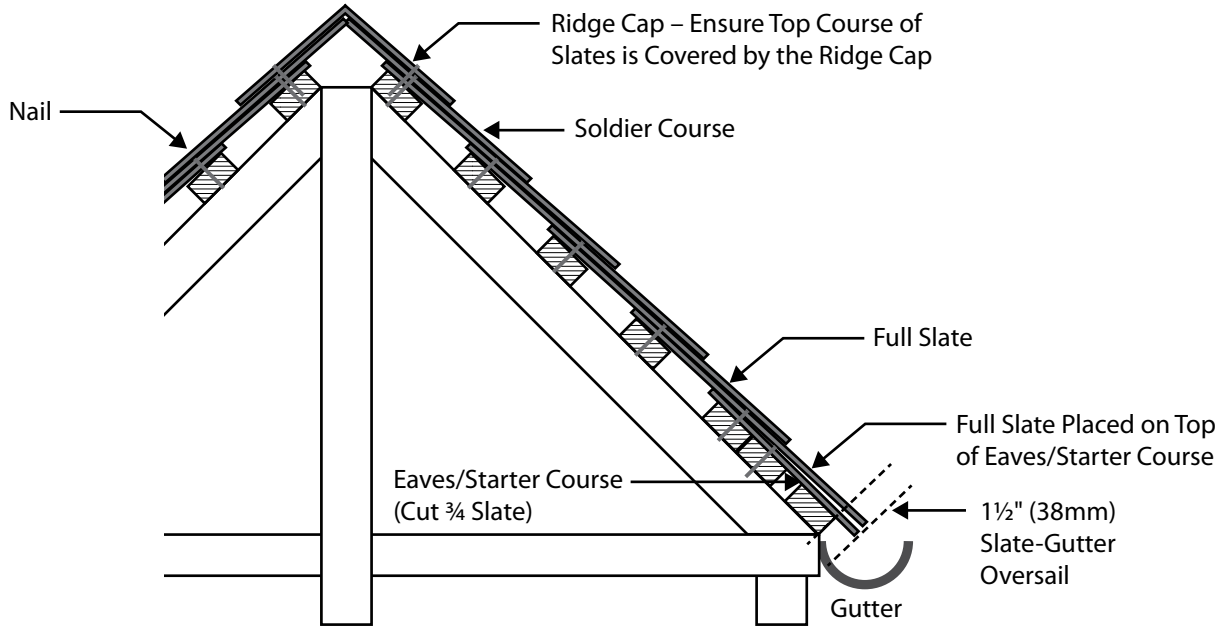 Ridge Cap – Ensure Top Course of
Slates is Covered by the Ridge Cap
Nail
Soldier Course
Full Slate
Full Slate Placed on Top
of Eaves/Starter Course
Eaves/Starter Course
(Cut ¾ Slate)
1½" (38mm)
Slate-Gutter
Oversail
Gutter